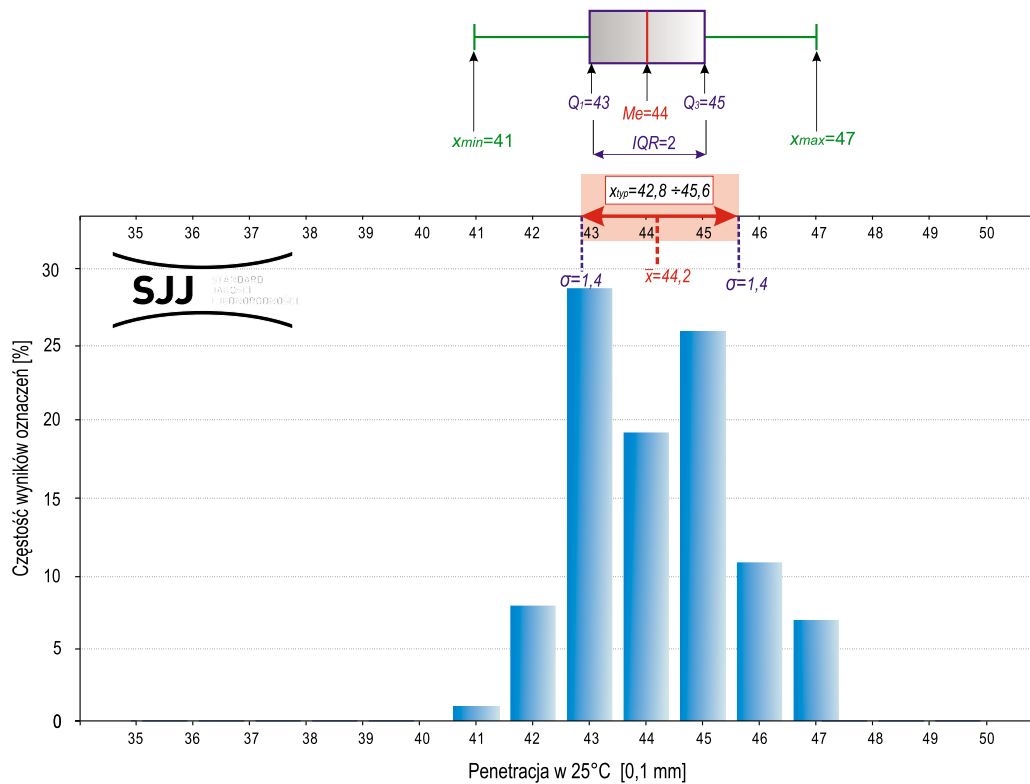 Q1=43
Me=44
Q3=45
xmin=41
IQR=2
xmax=47
xtyp=42,8 ÷45,6
35 36 37 38 39 40 41 42 43 44 45 46 47 48 49 50
σ=1,4
x̄=44,2
σ=1,4
SJJ
STANDARD
JAKOŚCI
I JEDNORODNOŚCI
Częstość wyników oznaczeń [%]
30
25
20
15
10
5
0
35 36 37 38 39 40 41 42 43 44 45 46 47 48 49 50
Penetracja w 25°C [0,1 mm]